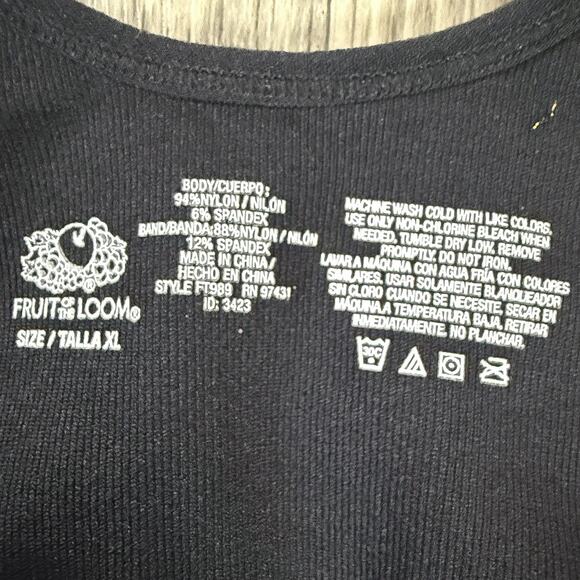 FRUIT OF THE LOOM®
SIZE / TALLA XL
BODY/CUERPO:
94%NYLON / NILÓN
6% SPANDEX
BAND/BANDA:88%NYLON / NILÓN
12% SPANDEX
MADE IN CHINA /
HECHO EN CHINA
STYLE FT989 RN 97431
ID: 3423
MACHINE WASH COLD WITH LIKE COLORS.
USE ONLY NON-CHLORINE BLEACH WHEN
NEEDED. TUMBLE DRY LOW. REMOVE
PROMPTLY. DO NOT IRON.
LAVAR A MÁQUINA CON AGUA FRÍA CON COLORES
SIMILARES. USAR SOLAMENTE BLANQUEADOR
SIN CLORO CUANDO SE NECESITE. SECAR EN
MÁQUINA A TEMPERATURA BAJA. RETIRAR
INMEDIATAMENTE. NO PLANCHAR.
30C